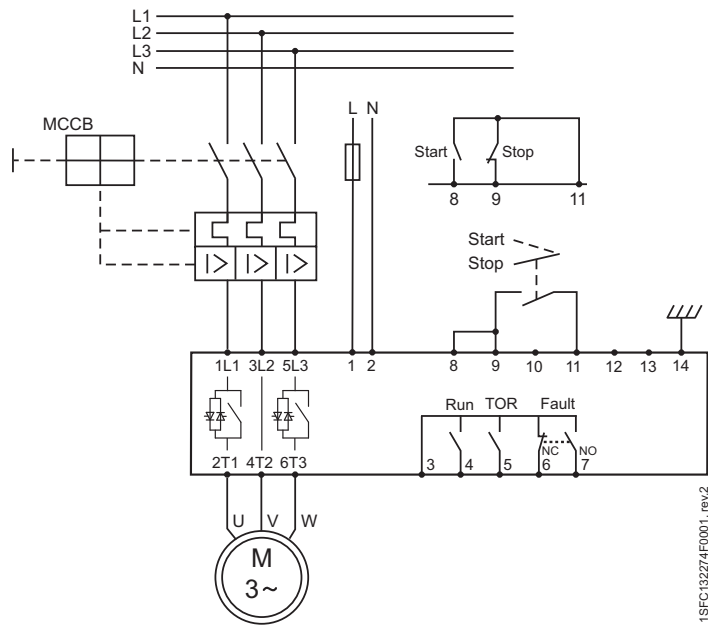 L1
L2
L3
N
MCCB
L N
Start Stop
8 9 11
Start
Stop
I> I> I>
1L1 3L2 5L3 1 2 8 9 10 11 12 13 14
Run TOR Fault
NC NO
2T1 4T2 6T3 3 4 5 6 7
U V W
M
3~
1SFC132274F0001, rev.2